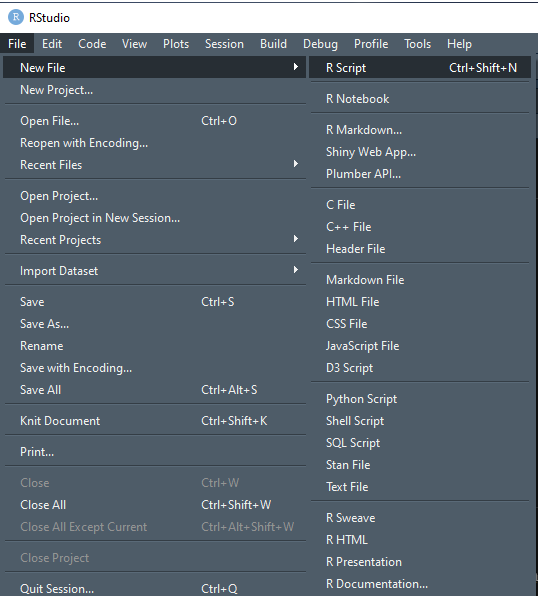 R RStudio
File Edit Code View Plots Session Build Debug Profile Tools Help
New File
New Project...
Open File... Ctrl+O
Reopen with Encoding...
Recent Files
Open Project...
Open Project in New Session...
Recent Projects
Import Dataset
Save Ctrl+S
Save As...
Rename
Save with Encoding...
Save All Ctrl+Alt+S
Knit Document Ctrl+Shift+K
Print...
Close Ctrl+W
Close All Ctrl+Shift+W
Close All Except Current Ctrl+Alt+Shift+W
Close Project
Quit Session... Ctrl+Q
R Script Ctrl+Shift+N
R Notebook
R Markdown...
Shiny Web App...
Plumber API...
C File
C++ File
Header File
Markdown File
HTML File
CSS File
JavaScript File
D3 Script
Python Script
Shell Script
SQL Script
Stan File
Text File
R Sweave
R HTML
R Presentation
R Documentation...